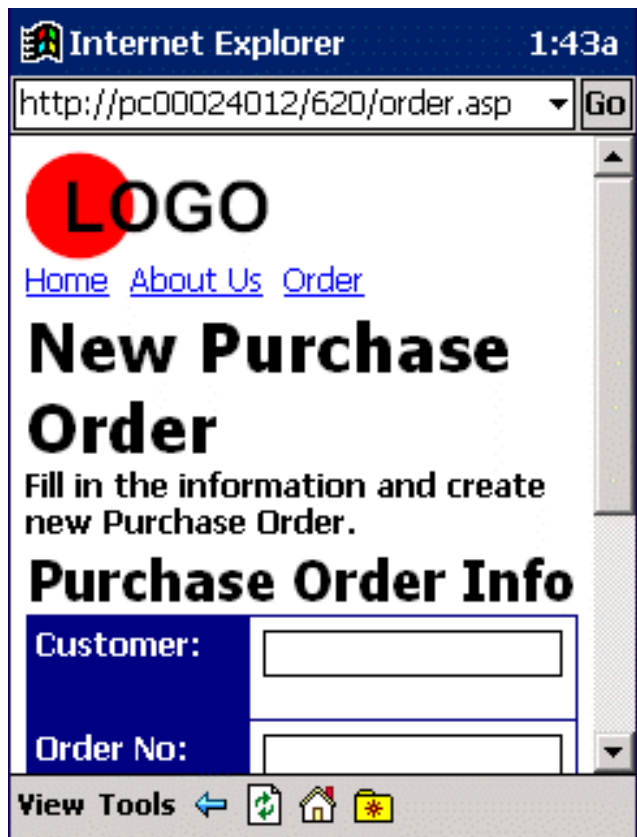 Internet Explorer 1:43a
http://pc00024012/620/order.asp Go
LOGO
Home About Us Order
New Purchase
Order
Fill in the information and create
new Purchase Order.
Purchase Order Info
Customer:
Order No:
View Tools